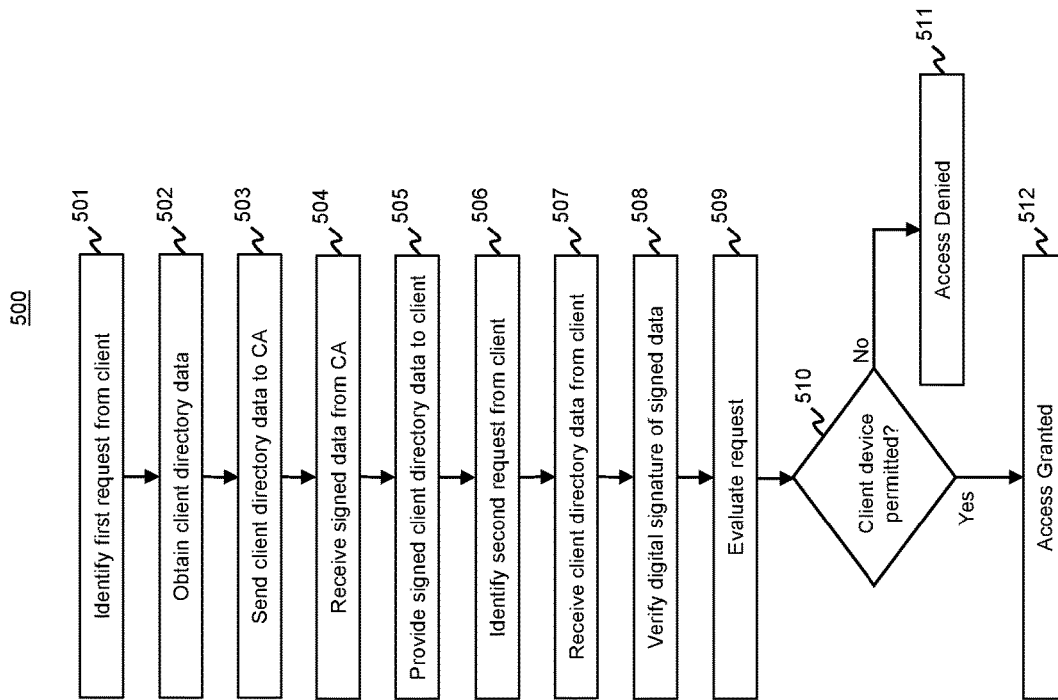 500
Identify first request from client
501
Obtain client directory data
502
Send client directory data to CA
503
Receive signed data from CA
504
Provide signed client directory data to client
505
Identify second request from client
506
Receive client directory data from client
507
Verify digital signature of signed data
508
Evaluate request
509
Client device
permitted?
510
No
Access Denied
511
Yes
Access Granted
512